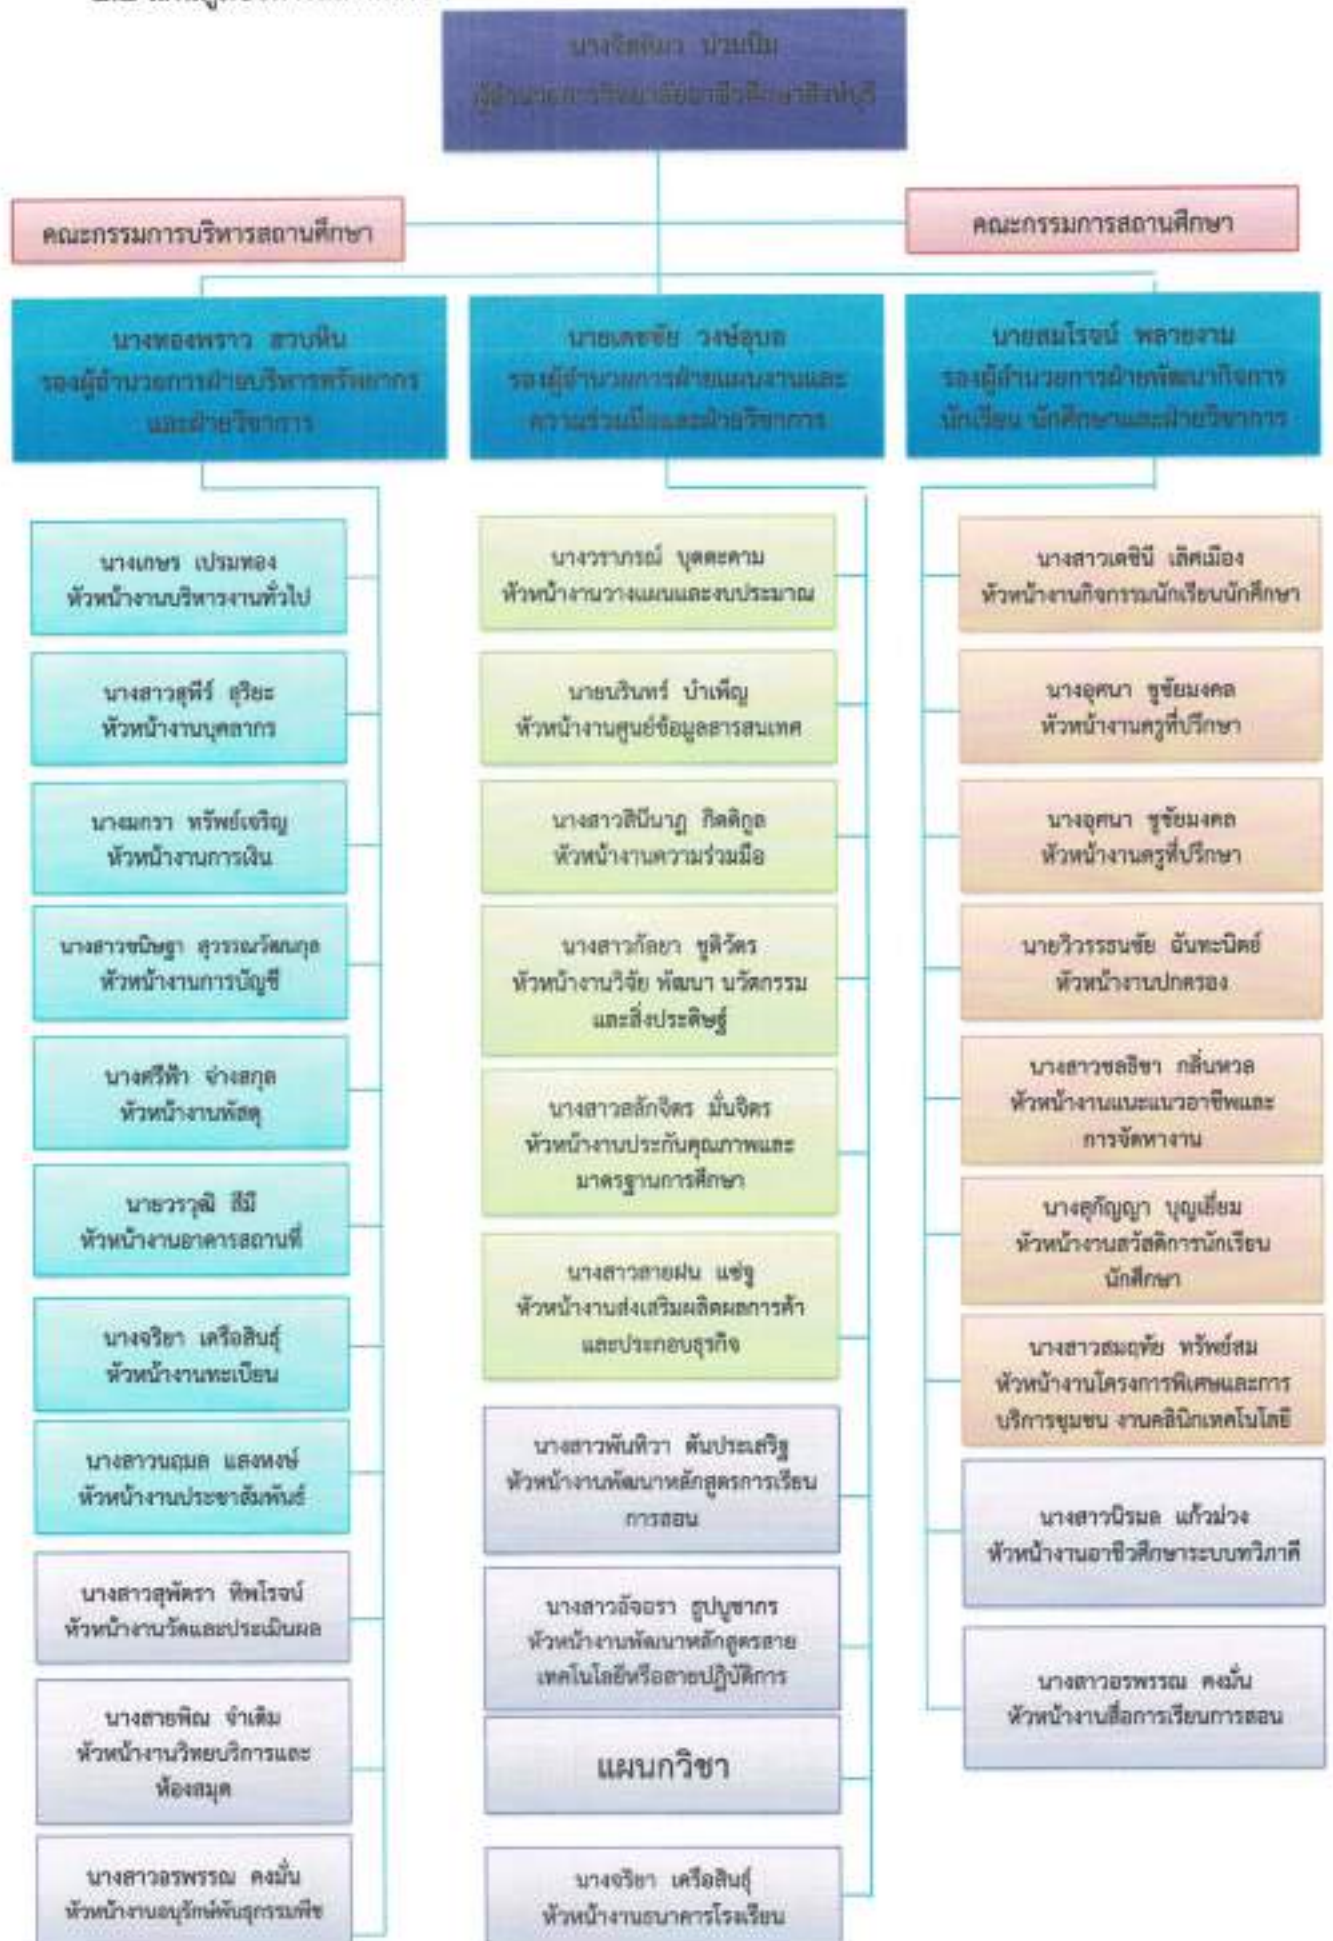 ผู้อำนวยการวิทยาลัยอาชีวศึกษาสิงห์บุรี
คณะกรรมการบริหารสถานศึกษา
คณะกรรมการสถานศึกษา
นางทองพราว สวบหิน
รองผู้อำนวยการฝ่ายบริหารทรัพยากร
และฝ่ายวิชาการ
นายเดชชัย วงษ์อุบล
รองผู้อำนวยการฝ่ายแผนงานและ
ความร่วมมือและฝ่ายวิชาการ
นายสมโรจน์ พลายงาม
รองผู้อำนวยการฝ่ายพัฒนากิจการ
นักเรียน นักศึกษาและฝ่ายวิชาการ
นางเกษร เปรมทอง
หัวหน้างานบริหารงานทั่วไป
นางสาวสุพีร์ สุริยะ
หัวหน้างานบุคลากร
นางมกรา ทรัพย์เจริญ
หัวหน้างานการเงิน
นางสาวชนิษฐา สุวรรณวัฒนกุล
หัวหน้างานการบัญชี
นางศรีฟ้า จ่างสกุล
หัวหน้างานพัสดุ
นายวรวุฒิ สีมี
หัวหน้างานอาคารสถานที่
นางจริยา เครือสินธุ์
หัวหน้างานทะเบียน
นางสาวนฤมล แสงหงษ์
หัวหน้างานประชาสัมพันธ์
นางสาวสุพัตรา ทิพโรจน์
หัวหน้างานวัดและประเมินผล
นางสายพิณ จำเดิม
หัวหน้างานวิทยบริการและ
ห้องสมุด
นางสาวอรพรรณ คงมั่น
หัวหน้างานอนุรักษ์พันธุกรรมพืช
นางวราภรณ์ บุดตะคาม
หัวหน้างานวางแผนและงบประมาณ
นายนรินทร์ บำเพ็ญ
หัวหน้างานศูนย์ข้อมูลสารสนเทศ
นางสาวสินีนาฏ กิตติกูล
หัวหน้างานความร่วมมือ
นางสาวกัลยา ชูติวัตร
หัวหน้างานวิจัย พัฒนา นวัตกรรม
และสิ่งประดิษฐ์
นางสาวสลักจิตร มั่นจิตร
หัวหน้างานประกันคุณภาพและ
มาตรฐานการศึกษา
นางสาวสายฝน แซ่จู
หัวหน้างานส่งเสริมผลิตผลการค้า
และประกอบธุรกิจ
นางสาวพันทิวา ตันประเสริฐ
หัวหน้างานพัฒนาหลักสูตรการเรียน
การสอน
นางสาวอัจอรา ธูปบูชากร
หัวหน้างานพัฒนาหลักสูตรสาย
เทคโนโลยีหรือสายปฏิบัติการ
แผนกวิชา
นางจริยา เครือสินธุ์
หัวหน้างานธนาคารโรงเรียน
นางสาวเดชินี เลิศเมือง
หัวหน้างานกิจกรรมนักเรียนนักศึกษา
นางอุศนา ชูชัยมงคล
หัวหน้างานครูที่ปรึกษา
นางอุศนา ชูชัยมงคล
หัวหน้างานครูที่ปรึกษา
นายวิวรรธนชัย ฉันทะนิตย์
หัวหน้างานปกครอง
นางสาวชลธิชา กลิ่นหวล
หัวหน้างานแนะแนวอาชีพและ
การจัดหางาน
นางสุกัญญา บุญเยี่ยม
หัวหน้างานสวัสดิการนักเรียน
นักศึกษา
นางสาวสมฤทัย ทรัพย์สม
หัวหน้างานโครงการพิเศษและการ
บริการชุมชน งานคลินิกเทคโนโลยี
นางสาวนิรมล แก้วม่วง
หัวหน้างานอาชีวศึกษาระบบทวิภาคี
นางสาวอรพรรณ คงมั่น
หัวหน้างานสื่อการเรียนการสอน